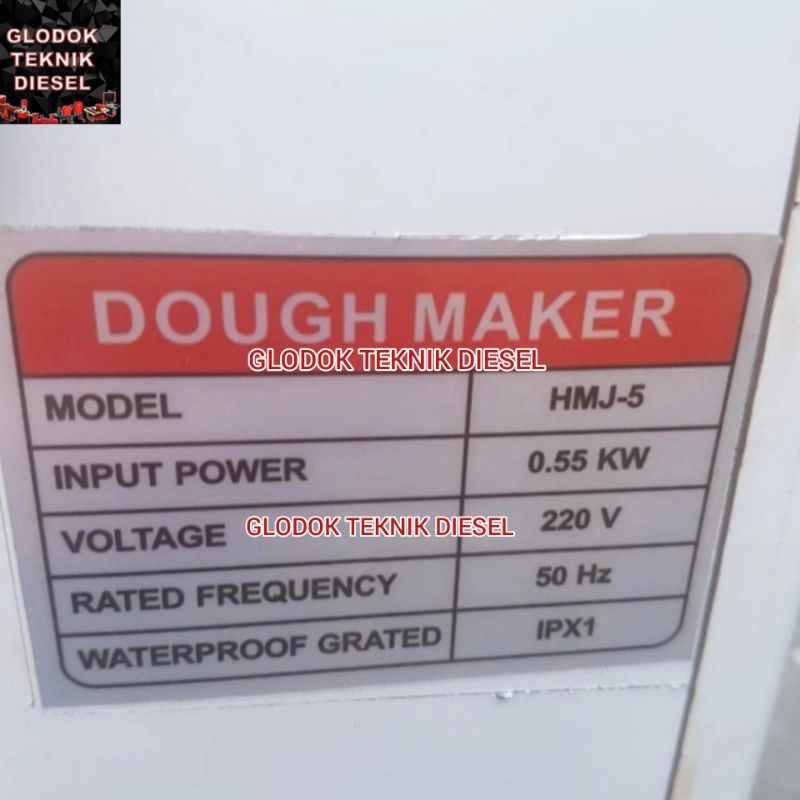 GLODOK
TEKNIK
DIESEL
DOUGH MAKER
GLODOK TEKNIK DIESEL
MODEL HMJ-5
INPUT POWER 0.55 KW
VOLTAGE 220 V
GLODOK TEKNIK DIESEL
RATED FREQUENCY 50 Hz
WATERPROOF GRATED IPX1